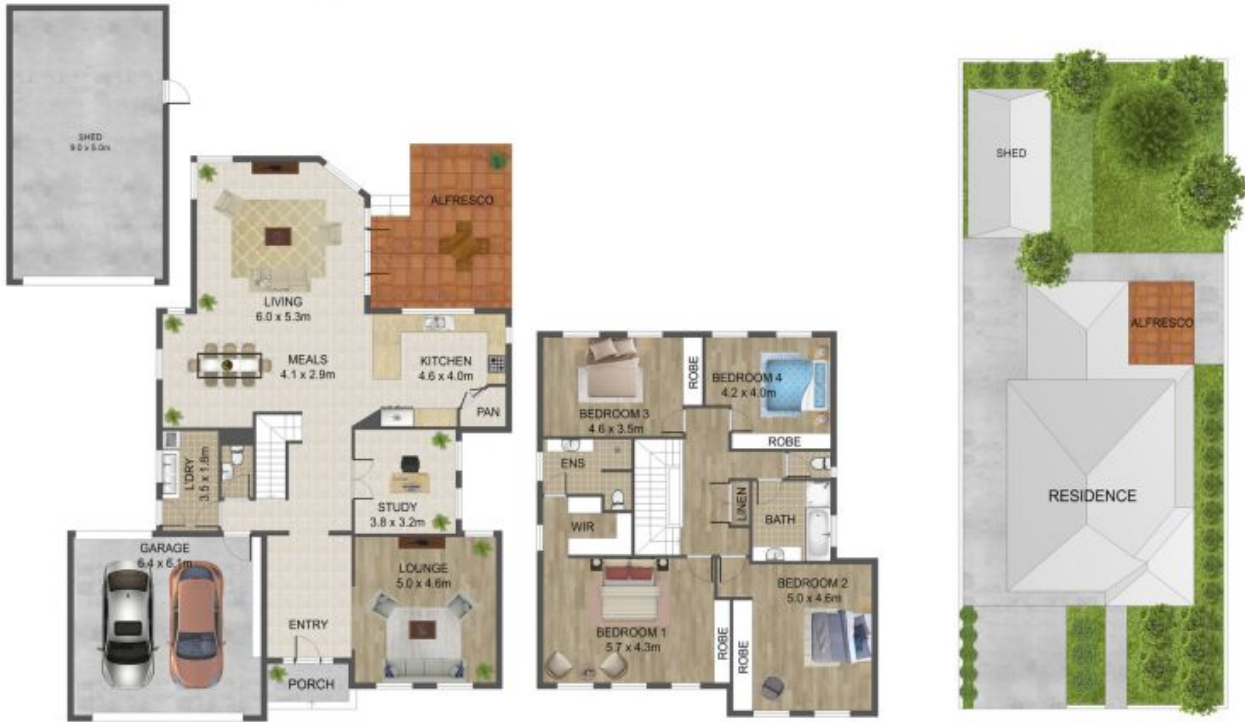 SHED
9.0 x 5.0m
ALFRESCO
LIVING
6.0 x 5.3m
MEALS
4.1 x 2.9m
KITCHEN
4.6 x 4.0m
PAN
L'DRY
3.5 x 1.8m
STUDY
3.8 x 3.2m
GARAGE
6.4 x 6.1m
LOUNGE
5.0 x 4.6m
ENTRY
PORCH
BEDROOM 3
4.6 x 3.5m
ROBE
BEDROOM 4
4.2 x 4.0m
ROBE
ENS
WIR
LINEN
BATH
BEDROOM 1
5.7 x 4.3m
ROBE
ROBE
BEDROOM 2
5.0 x 4.6m
SHED
ALFRESCO
RESIDENCE